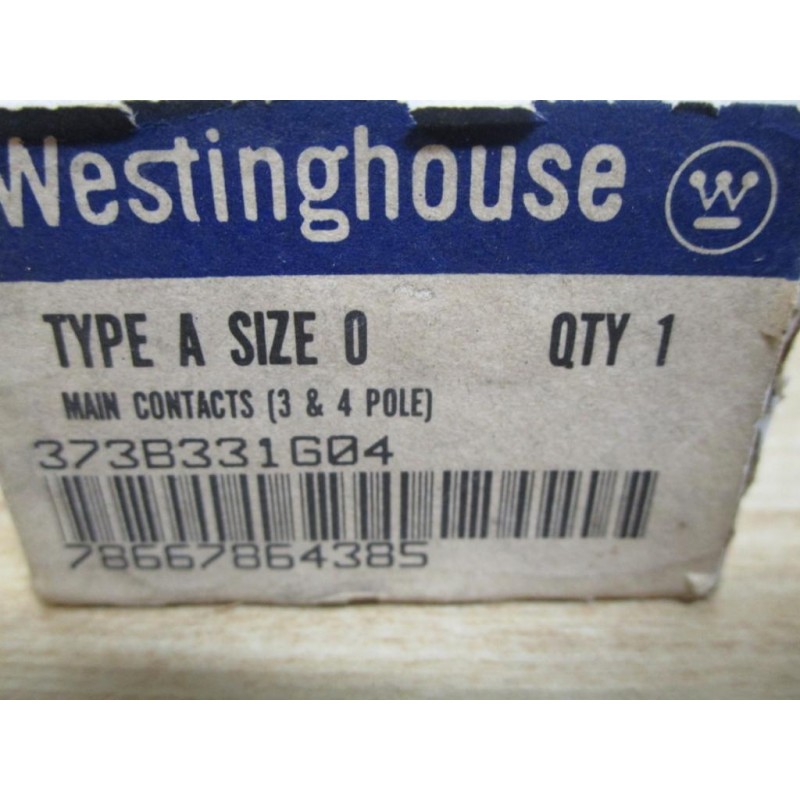 Westinghouse
TYPE A SIZE 0 QTY 1
MAIN CONTACTS (3 & 4 POLE)
373B331G04
78667864385